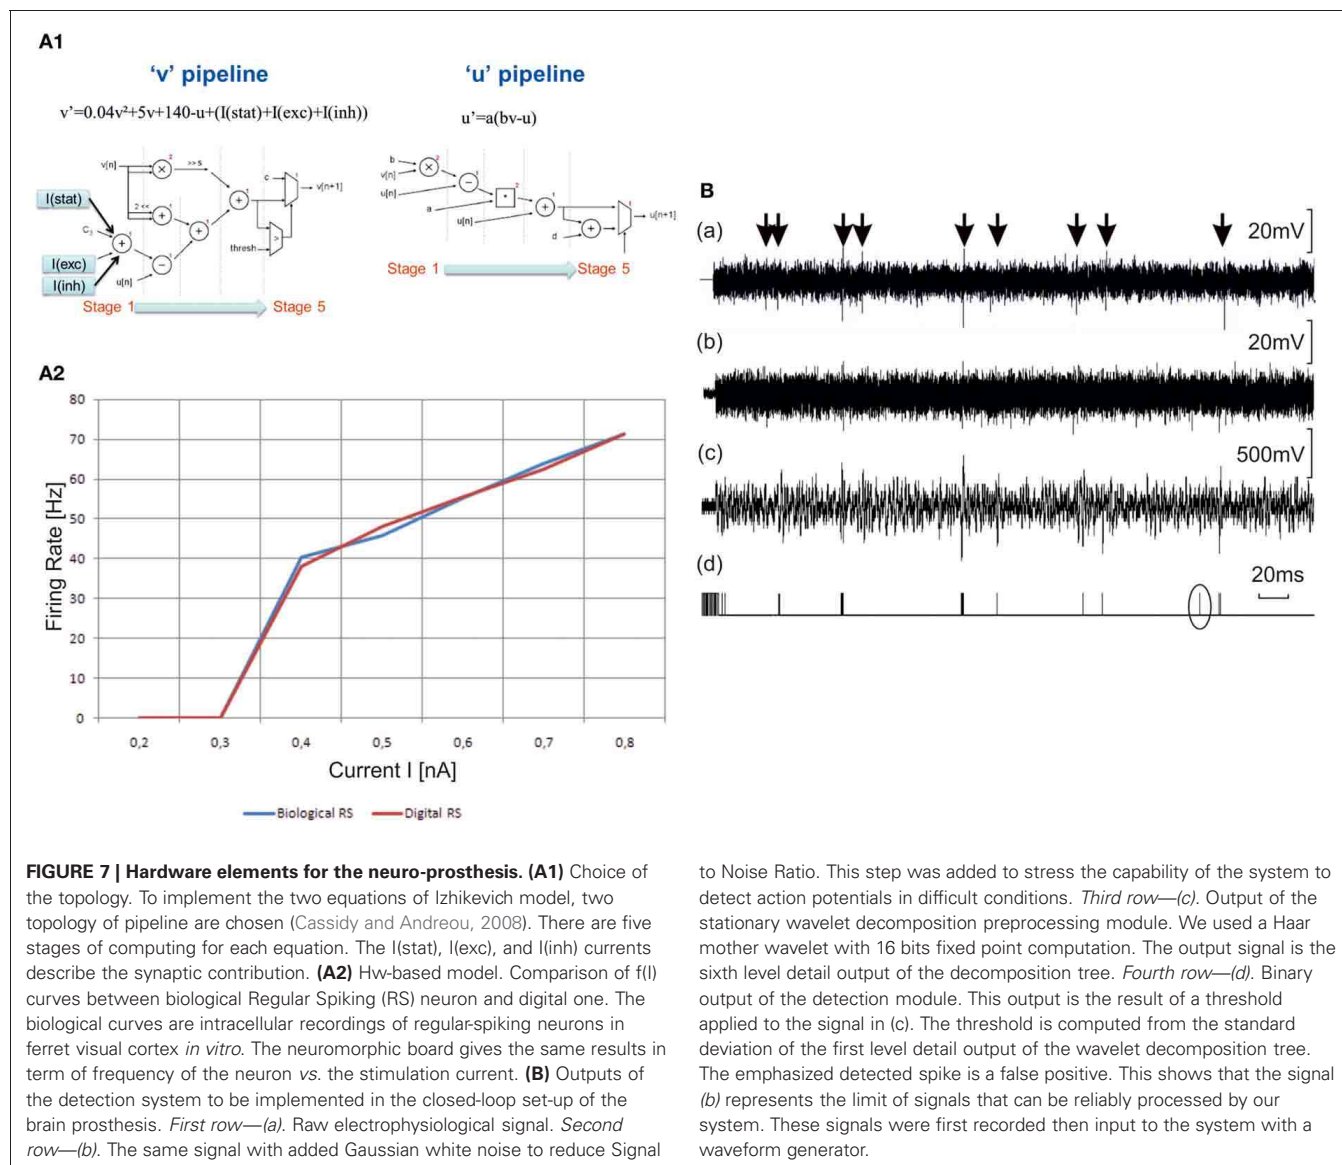 A1
'v' pipeline
'u' pipeline
v'=0.04v²+5v+140-u+(I(stat)+I(exc)+I(inh))
u'=a(bv-u)
v[n]
2
>>5
c
1
v[n+1]
I(stat)
2<<
1
1
1
C₃
1
thresh
>
I(exc)
I(inh)
u[n]
1
Stage 1
Stage 5
b
v[n]
2
u[n]
1
2
a
u[n]
1
d
1
1
u[n+1]
Stage 1
Stage 5
A2
80
70
60
50
40
30
20
10
0
Firing Rate [Hz]
0,2 0,3 0,4 0,5 0,6 0,7 0,8
Current I [nA]
Biological RS
Digital RS
B
(a)
20mV
(b)
20mV
(c)
500mV
(d)
20ms
FIGURE 7 | Hardware elements for the neuro-prosthesis. (A1) Choice of
the topology. To implement the two equations of Izhikevich model, two
topology of pipeline are chosen (Cassidy and Andreou, 2008). There are five
stages of computing for each equation. The I(stat), I(exc), and I(inh) currents
describe the synaptic contribution. (A2) Hw-based model. Comparison of f(I)
curves between biological Regular Spiking (RS) neuron and digital one. The
biological curves are intracellular recordings of regular-spiking neurons in
ferret visual cortex in vitro. The neuromorphic board gives the same results in
term of frequency of the neuron vs. the stimulation current. (B) Outputs of
the detection system to be implemented in the closed-loop set-up of the
brain prosthesis. First row—(a). Raw electrophysiological signal. Second
row—(b). The same signal with added Gaussian white noise to reduce Signal
to Noise Ratio. This step was added to stress the capability of the system to
detect action potentials in difficult conditions. Third row—(c). Output of the
stationary wavelet decomposition preprocessing module. We used a Haar
mother wavelet with 16 bits fixed point computation. The output signal is the
sixth level detail output of the decomposition tree. Fourth row—(d). Binary
output of the detection module. This output is the result of a threshold
applied to the signal in (c). The threshold is computed from the standard
deviation of the first level detail output of the wavelet decomposition tree.
The emphasized detected spike is a false positive. This shows that the signal
(b) represents the limit of signals that can be reliably processed by our
system. These signals were first recorded then input to the system with a
waveform generator.